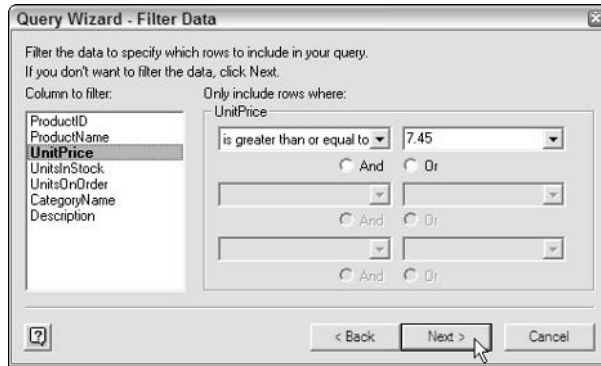 Query Wizard - Filter Data
Filter the data to specify which rows to include in your query.
If you don't want to filter the data, click Next.
Column to filter:
Only include rows where:
ProductID
ProductName
UnitPrice
UnitsInStock
UnitsOnOrder
CategoryName
Description
UnitPrice
is greater than or equal to 7.45
And Or
And Or
And Or
< Back Next > Cancel